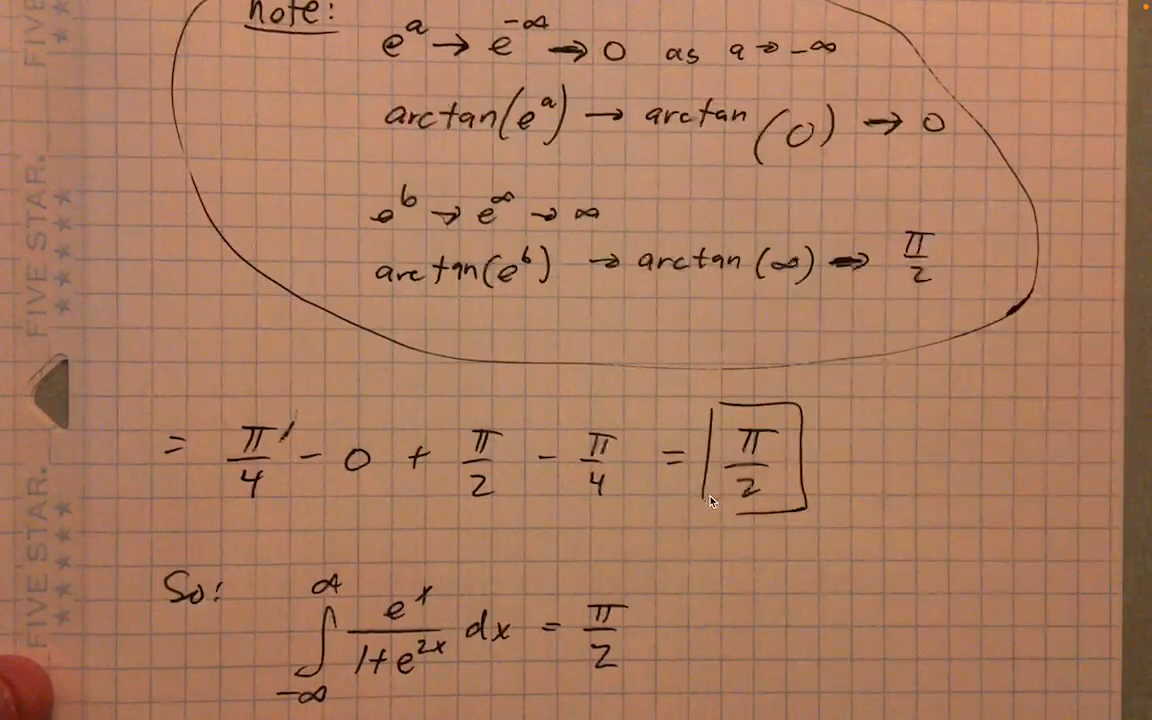 note:
e^a → e^-∞ → 0 as a → -∞
arctan(e^a) → arctan (0) → 0
e^b → e^∞ → ∞
arctan(e^b) → arctan (∞) → π/2
= π/4 - 0 + π/2 - π/4 = π/2
So:
∫_-∞^∞ e^x/(1+e^2x) dx = π/2
FIVE
FIVE STAR.
FIVE STAR.
FIVE STAR.